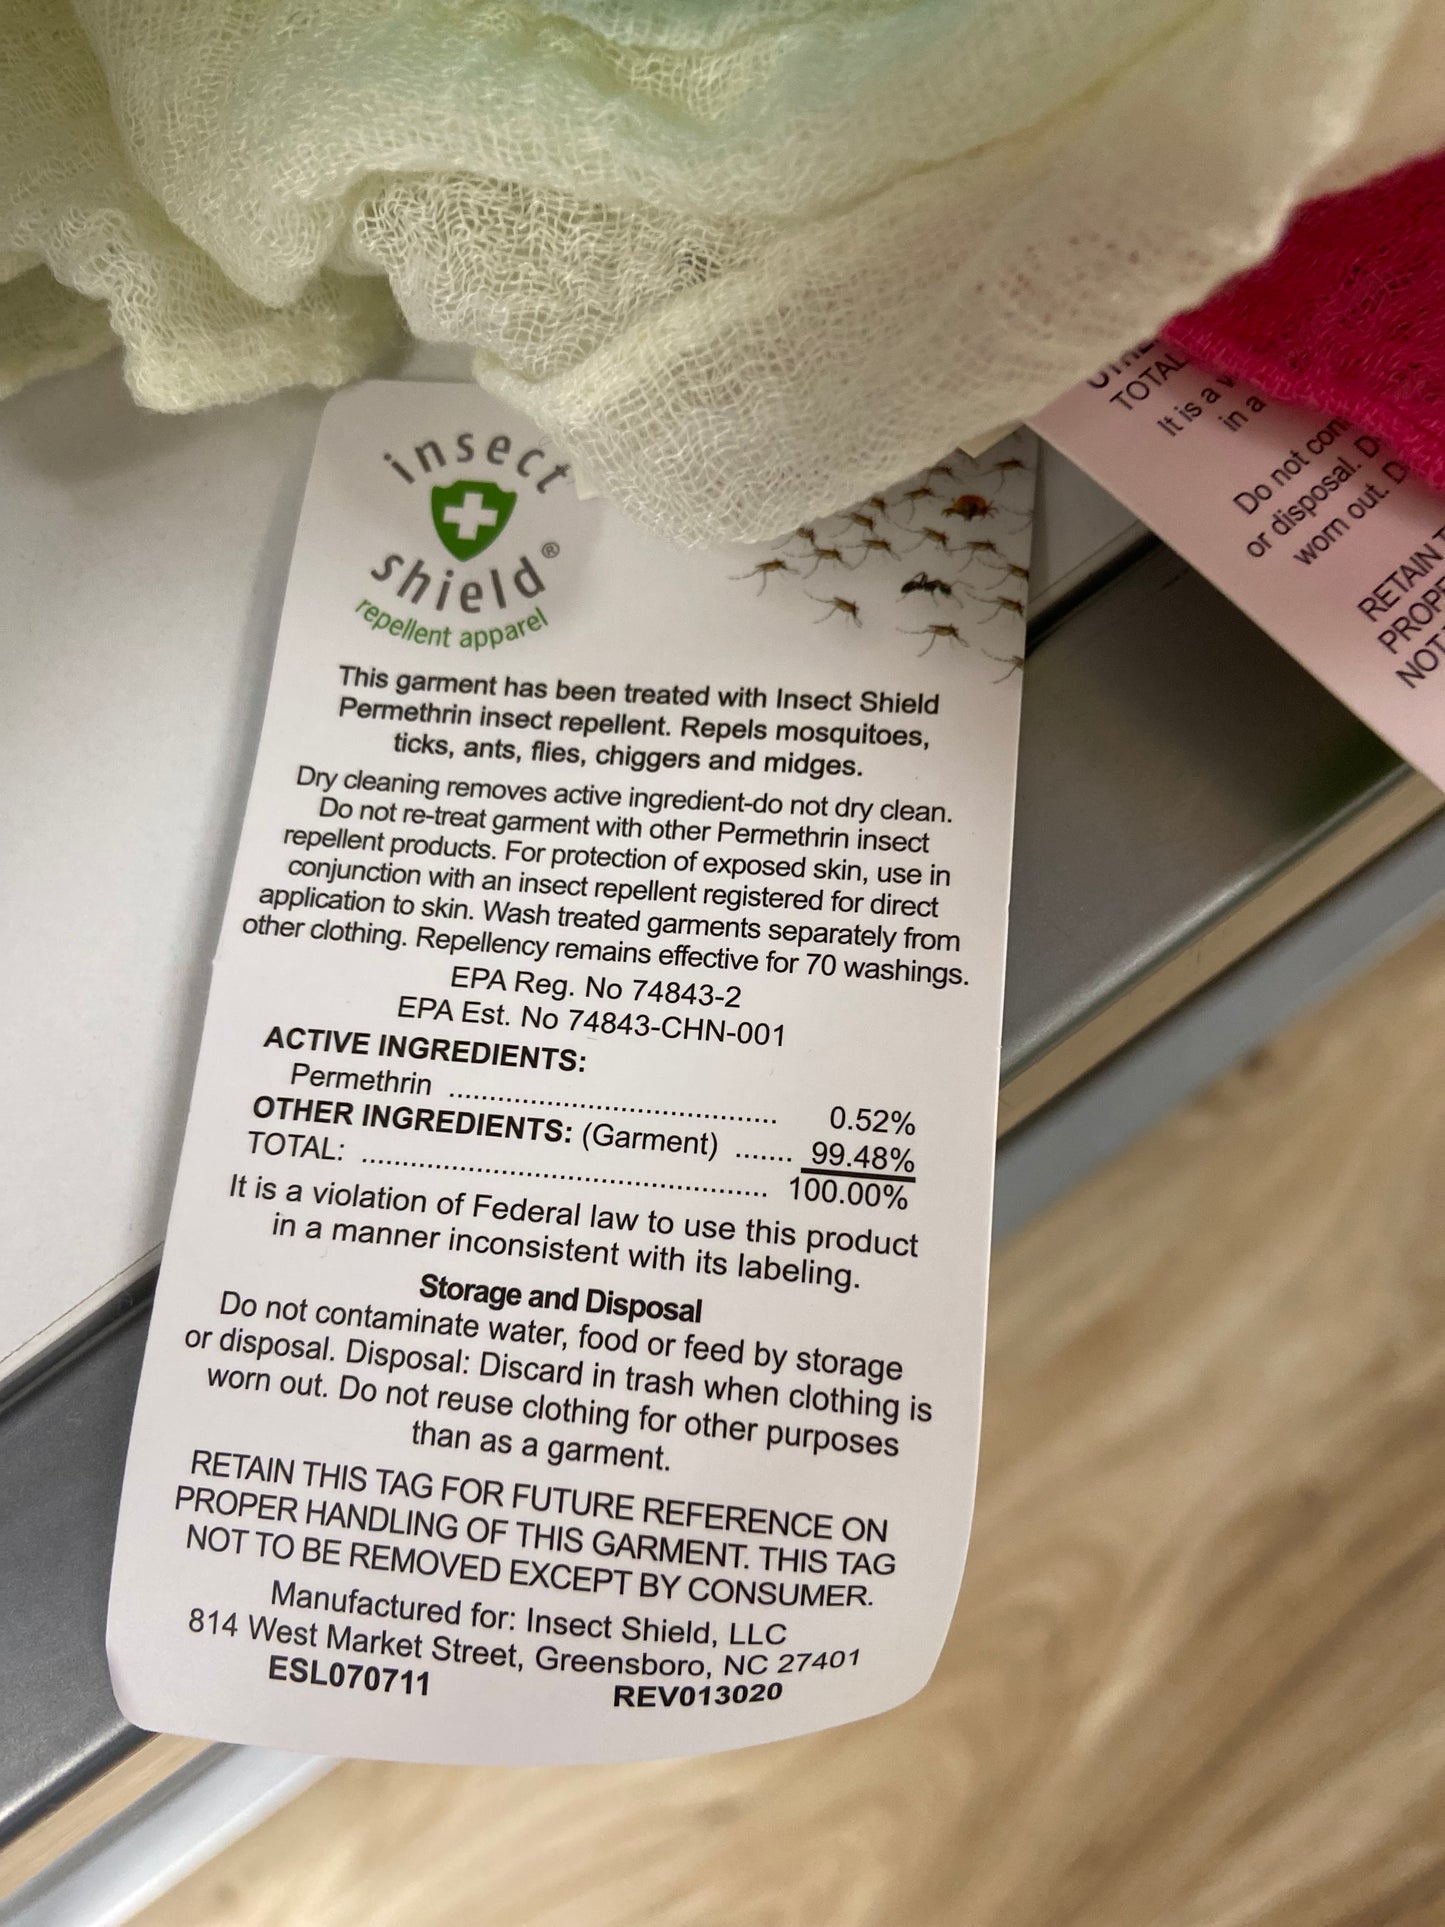 insect
shield®
repellent apparel
This garment has been treated with Insect Shield
Permethrin insect repellent. Repels mosquitoes,
ticks, ants, flies, chiggers and midges.
Dry cleaning removes active ingredient-do not dry clean.
Do not re-treat garment with other Permethrin insect
repellent products. For protection of exposed skin, use in
conjunction with an insect repellent registered for direct
application to skin. Wash treated garments separately from
other clothing. Repellency remains effective for 70 washings.
EPA Reg. No 74843-2
EPA Est. No 74843-CHN-001
ACTIVE INGREDIENTS:
Permethrin ........................................ 0.52%
OTHER INGREDIENTS: (Garment) ....... 99.48%
TOTAL: .................................................. 100.00%
It is a violation of Federal law to use this product
in a manner inconsistent with its labeling.
Storage and Disposal
Do not contaminate water, food or feed by storage
or disposal. Disposal: Discard in trash when clothing is
worn out. Do not reuse clothing for other purposes
than as a garment.
RETAIN THIS TAG FOR FUTURE REFERENCE ON
PROPER HANDLING OF THIS GARMENT. THIS TAG
NOT TO BE REMOVED EXCEPT BY CONSUMER.
Manufactured for: Insect Shield, LLC
814 West Market Street, Greensboro, NC 27401
ESL070711 REV013020
TOTAL
It is a
in a
Do not
or disposal.
worn out.
RETAIN
NOT